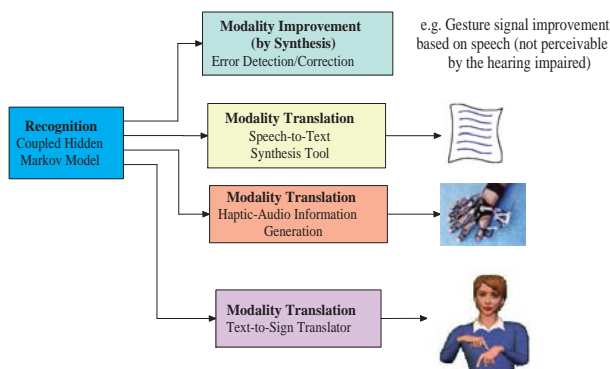 Modality Improvement
(by Synthesis)
Error Detection/Correction
e.g. Gesture signal improvement
based on speech (not perceivable
by the hearing impaired)
Recognition
Coupled Hidden
Markov Model
Modality Translation
Speech-to-Text
Synthesis Tool
Modality Translation
Haptic-Audio Information
Generation
Modality Translation
Text-to-Sign Translator